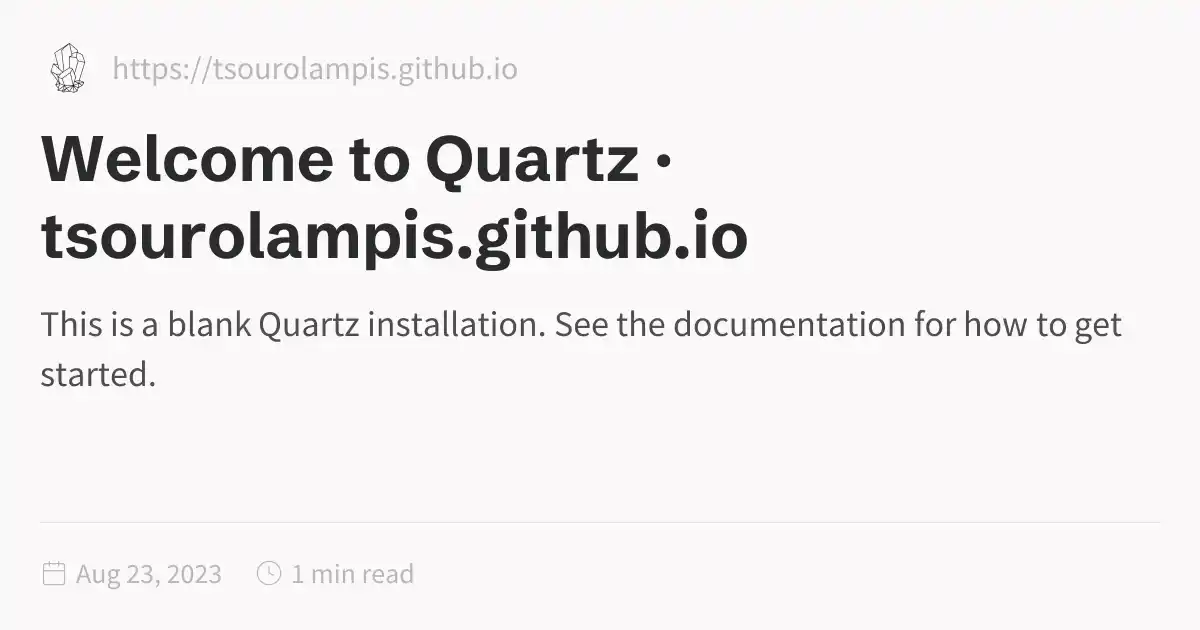 https://tsourolampis.github.io
Welcome to Quartz ·
tsourolampis.github.io
This is a blank Quartz installation. See the documentation for how to get
started.
Aug 23, 2023 1 min read